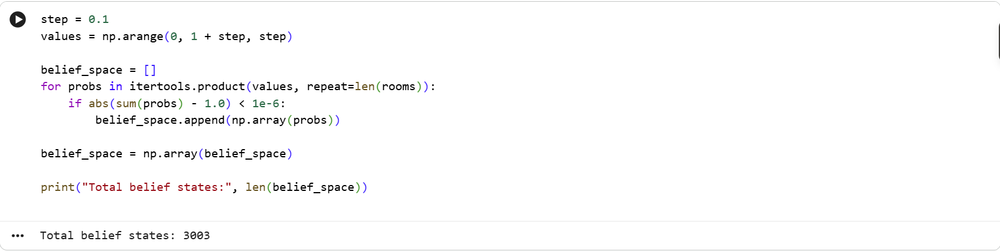 step = 0.1
values = np.arange(0, 1 + step, step)
belief_space = []
for probs in itertools.product(values, repeat=len(rooms)):
    if abs(sum(probs) - 1.0) < 1e-6:
        belief_space.append(np.array(probs))
belief_space = np.array(belief_space)
print("Total belief states:", len(belief_space))
Total belief states: 3003